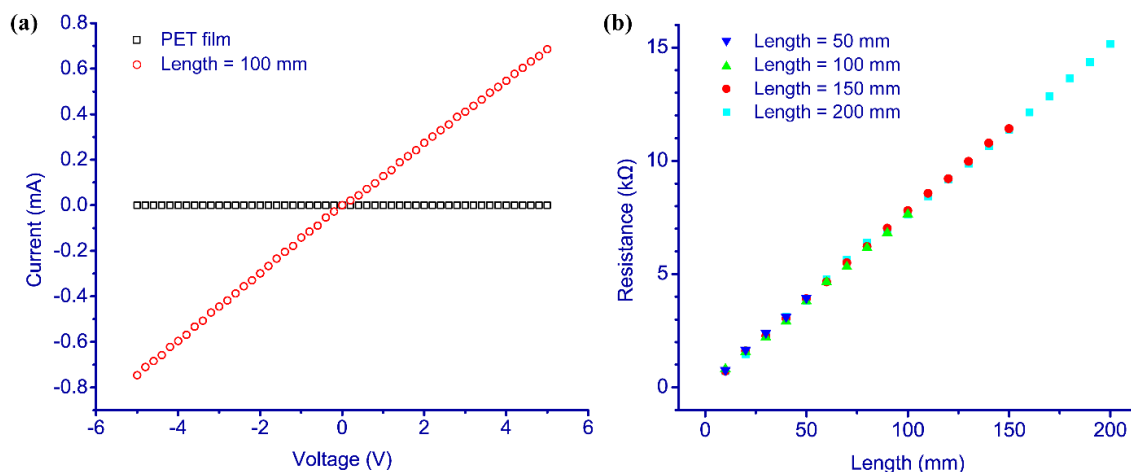 (a)
PET film
Length = 100 mm
0.8
0.6
0.4
0.2
0.0
-0.2
-0.4
-0.6
-0.8
Current (mA)
-6
-4
-2
0
2
4
6
Voltage (V)
(b)
Length = 50 mm
Length = 100 mm
Length = 150 mm
Length = 200 mm
15
10
5
0
Resistance (kΩ)
0
50
100
150
200
Length (mm)